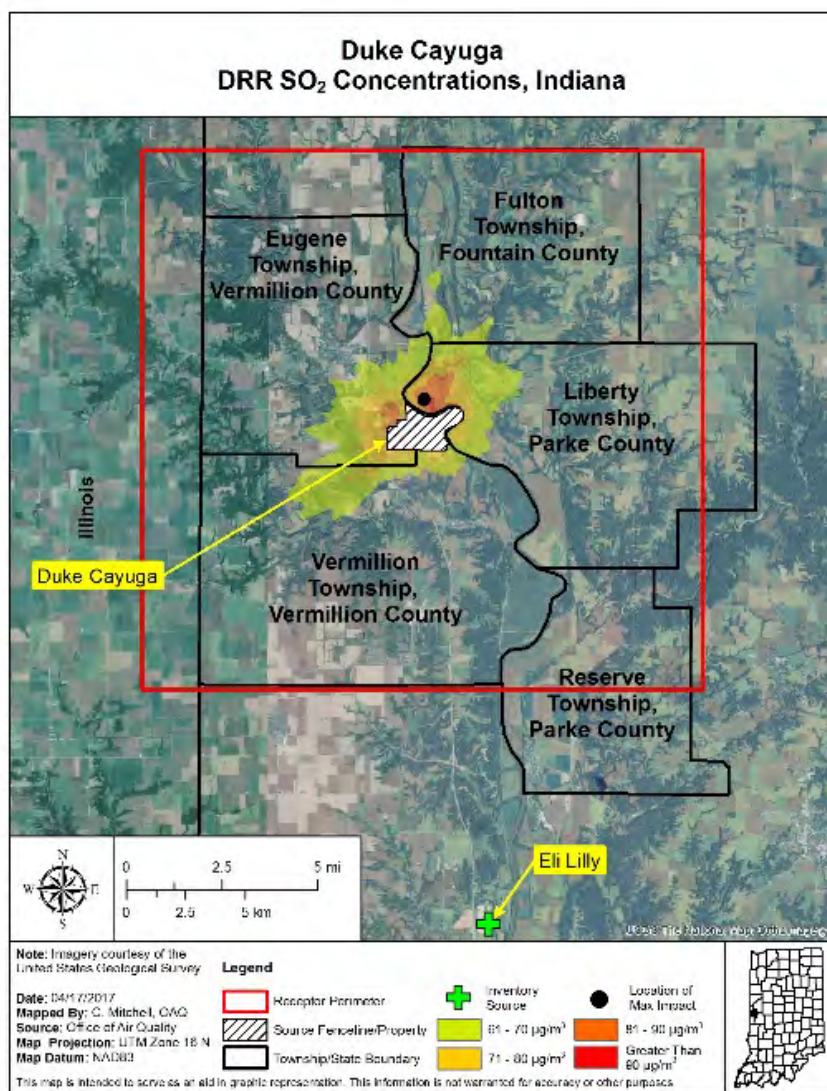 Duke Cayuga
DRR SO₂ Concentrations, Indiana
Fulton
Township,
Fountain County
Eugene
Township,
Vermillion County
Liberty
Township,
Parke County
Illinois
Duke Cayuga
Vermillion
Township,
Vermillion County
Reserve
Township,
Parke County
Eli Lilly
N
W E
S
0 2.5 5 mi
0 2.5 5 km
Note: Imagery courtesy of the
United States Geological Survey
Date: 04/17/2017
Mapped By: C. Mitchell, OAQ
Source: Office of Air Quality
Map Projection: UTM Zone 16 N
Map Datum: NAD83
Legend
Receptor Perimeter
Source Fenceline/Property
Township/State Boundary
Inventory
Source
61 - 70 µg/m³
71 - 80 µg/m³
Location of
Max Impact
81 - 90 µg/m³
Greater Than
90 µg/m³
This map is intended to serve as an aid in graphic representation. This information is not warranted for accuracy or other purposes.